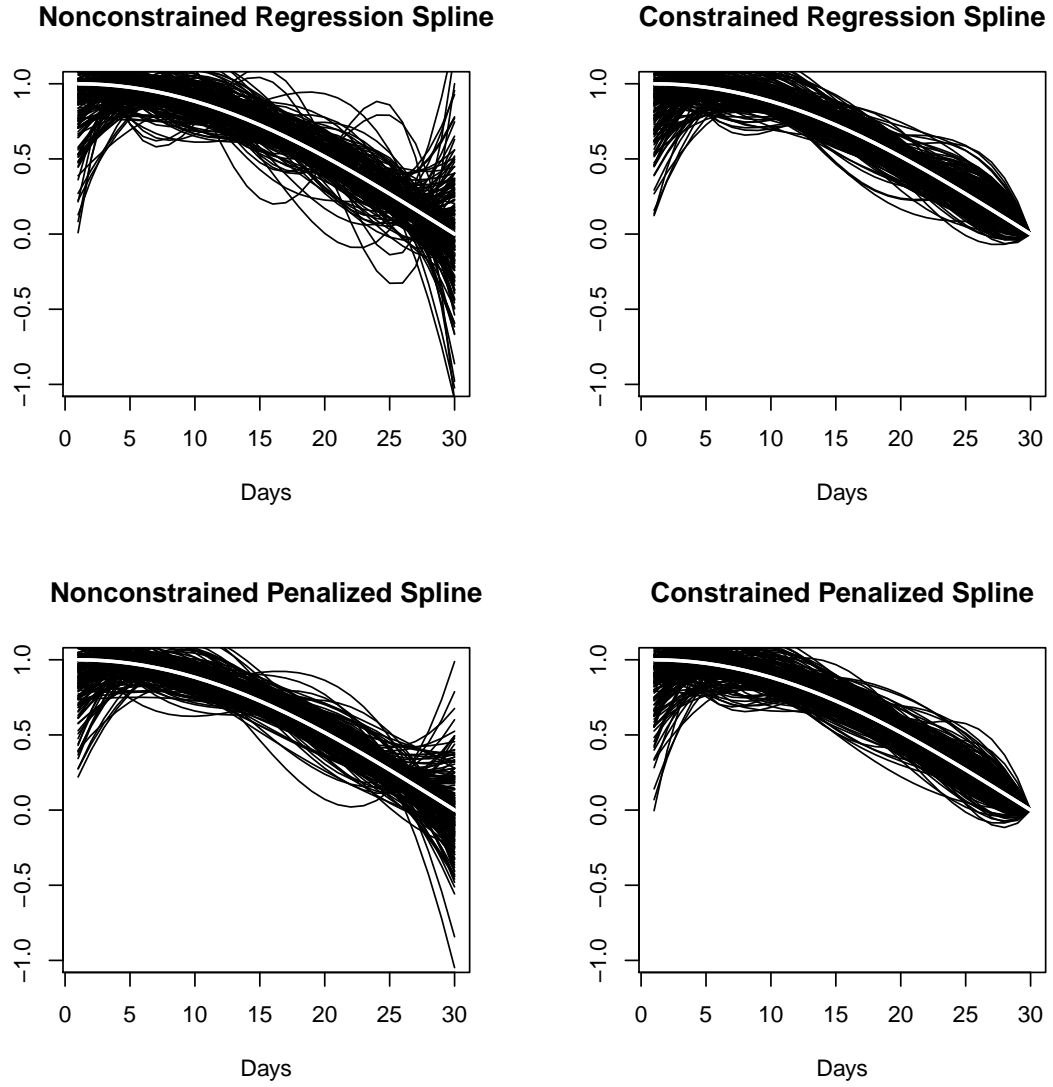 Nonconstrained Regression Spline
1.0
0.5
0.0
−0.5
−1.0
0 5 10 15 20 25 30
Days
Constrained Regression Spline
1.0
0.5
0.0
−0.5
−1.0
0 5 10 15 20 25 30
Days
Nonconstrained Penalized Spline
1.0
0.5
0.0
−0.5
−1.0
0 5 10 15 20 25 30
Days
Constrained Penalized Spline
1.0
0.5
0.0
−0.5
−1.0
0 5 10 15 20 25 30
Days